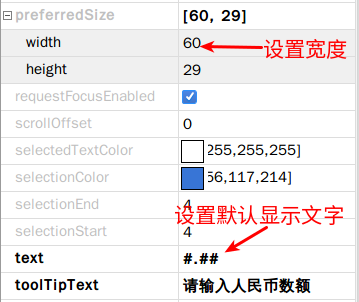 preferredSize [60, 29]
width 60
设置宽度
height 29
requestFocusEnabled
scrollOffset 0
selectedTextColor 255,255,255]
selectionColor 56,117,214]
selectionEnd 4
设置默认显示文字
selectionStart 4
text #.##
toolTipText 请输入人民币数额